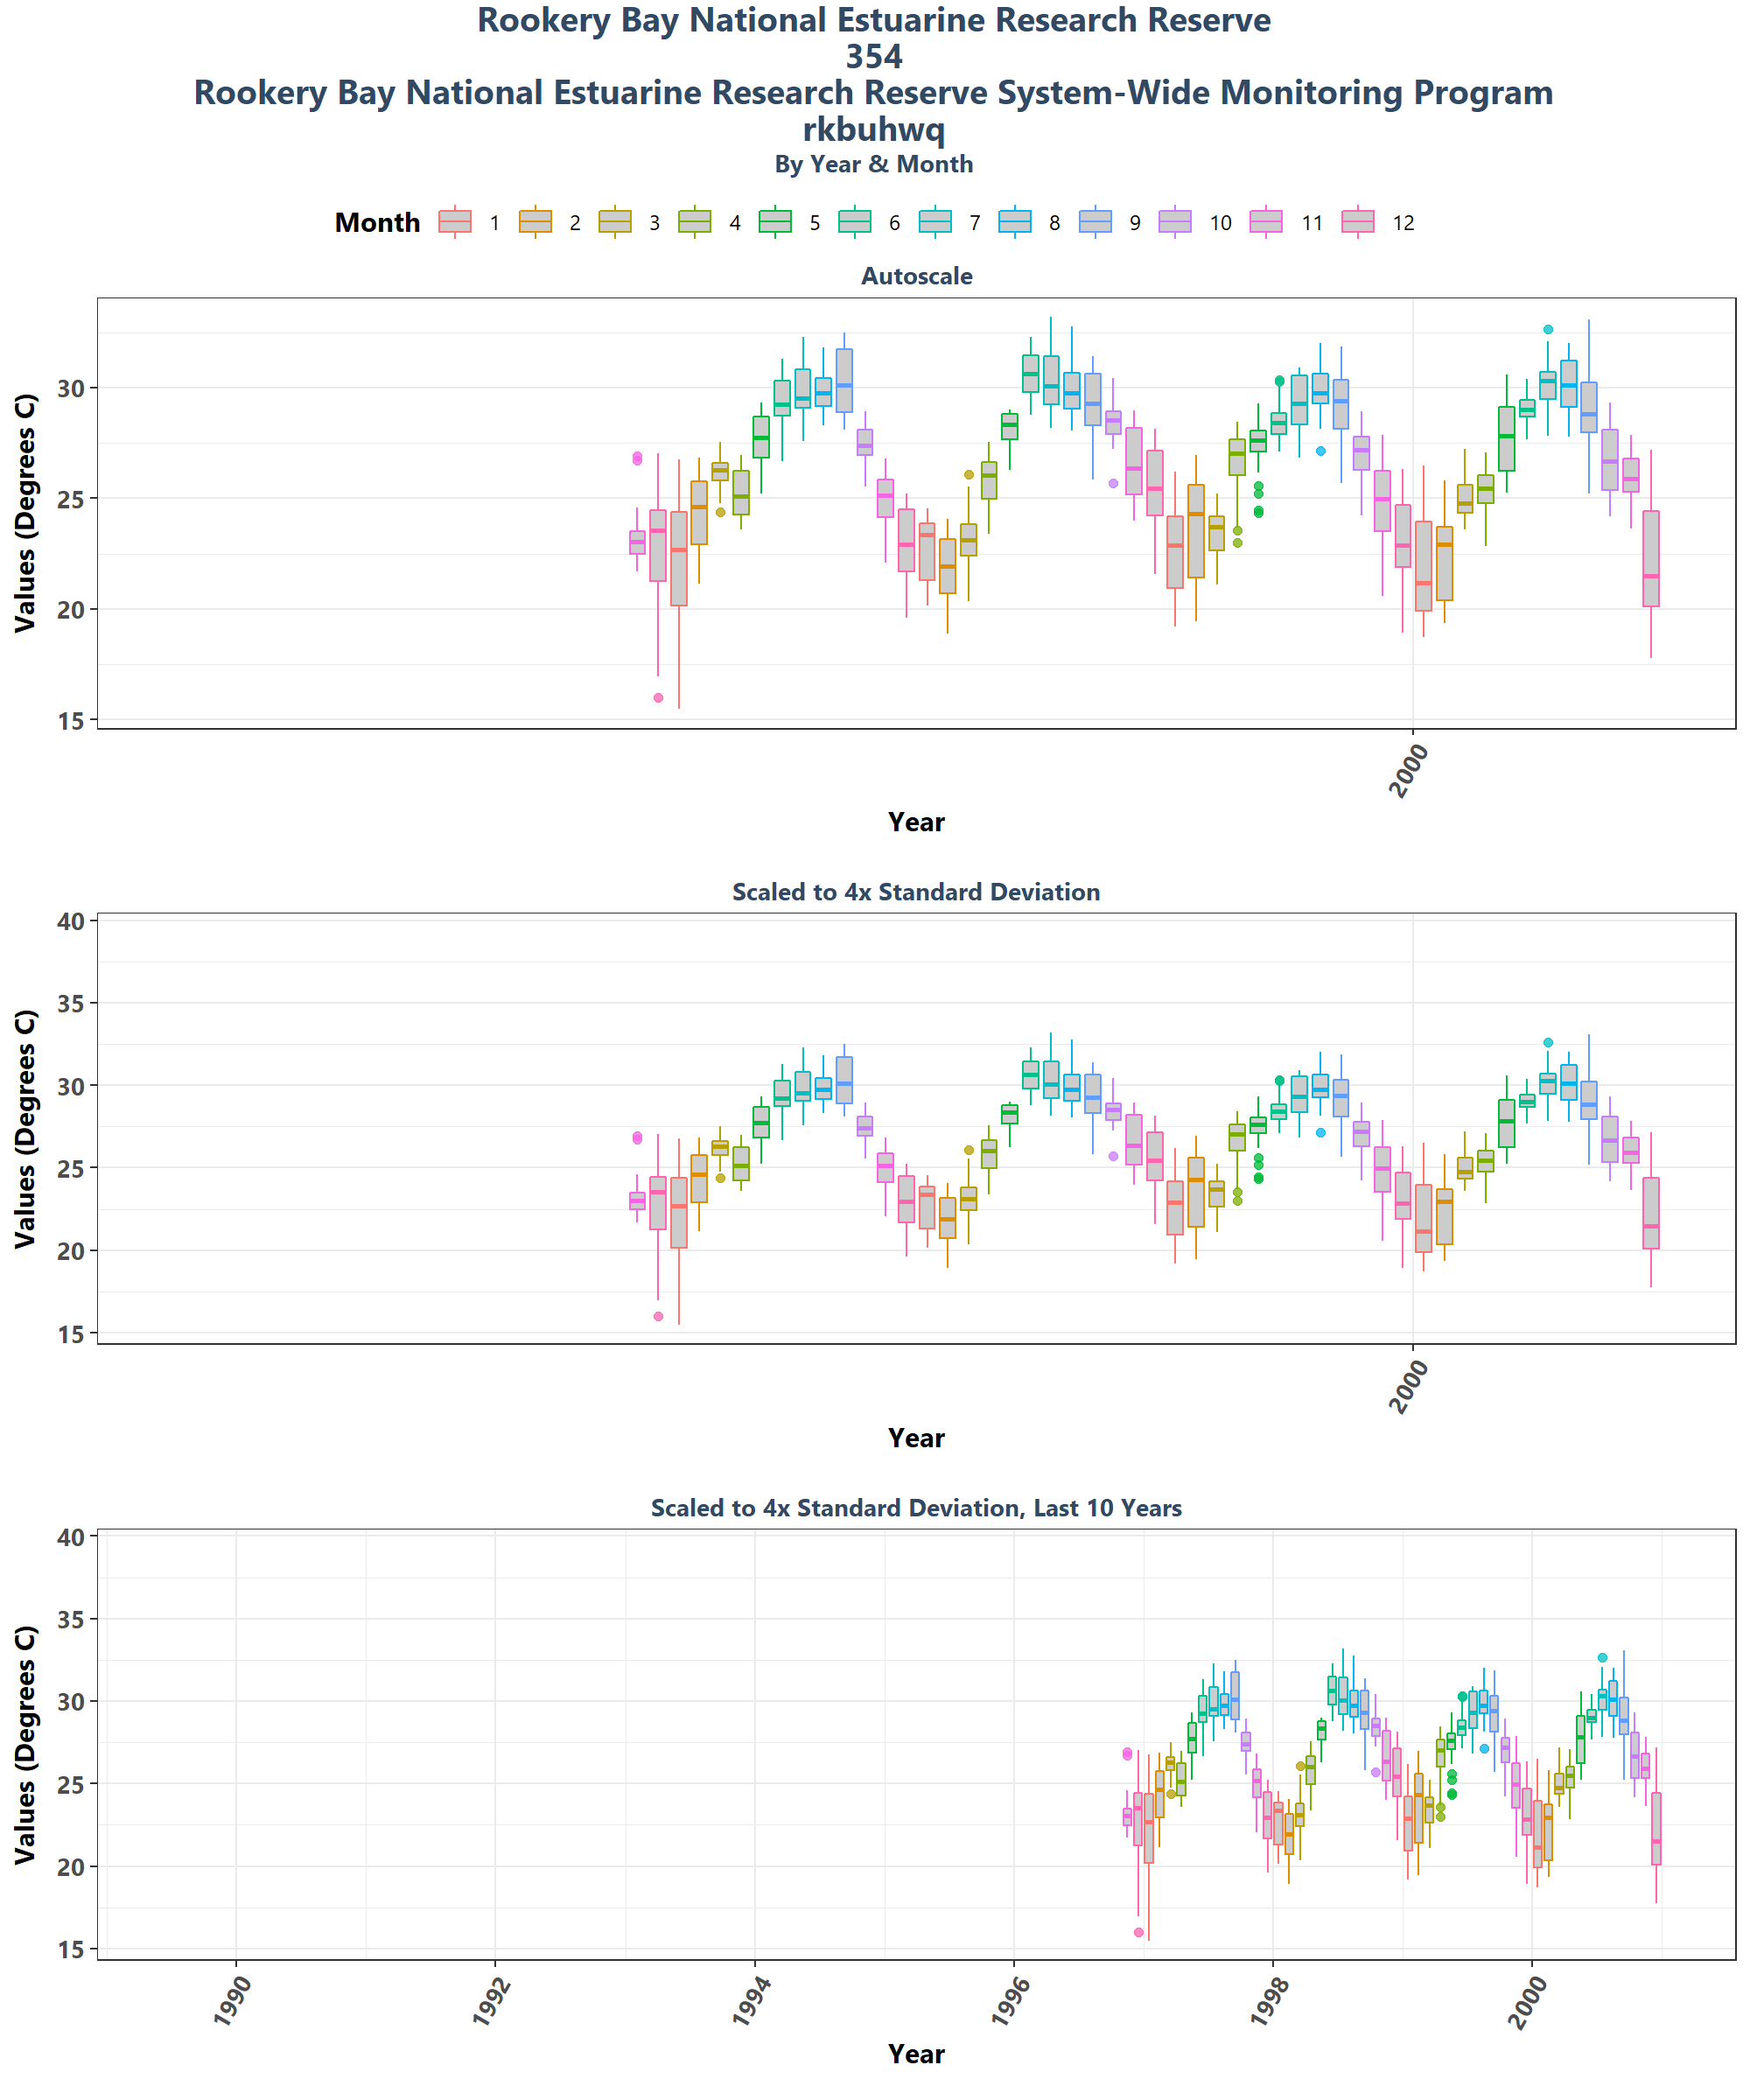 Rookery Bay National Estuarine Research Reserve
354
Rookery Bay National Estuarine Research Reserve System-Wide Monitoring Program
rkbuhwq
By Year & Month
Month 1 2 3 4 5 6 7 8 9 10 11 12
Autoscale
Values (Degrees C)
30
25
20
15
2000
Year
Scaled to 4x Standard Deviation
Values (Degrees C)
40
35
30
25
20
15
2000
Year
Scaled to 4x Standard Deviation, Last 10 Years
Values (Degrees C)
40
35
30
25
20
15
1990 1992 1994 1996 1998 2000
Year